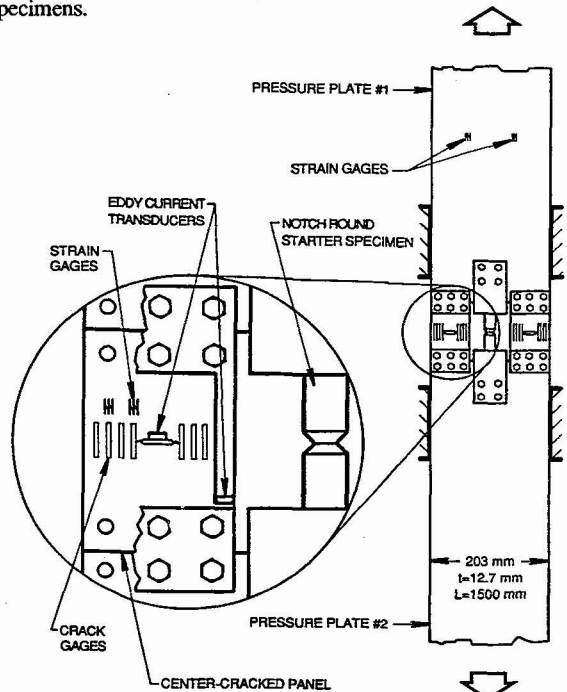 pecimens.
PRESSURE PLATE #1
STRAIN GAGES
EDDY CURRENT
TRANSDUCERS
NOTCH ROUND
STARTER SPECIMEN
STRAIN
GAGES
203 mm
t=12.7 mm
L=1500 mm
PRESSURE PLATE #2
CRACK
GAGES
CENTER-CRACKED PANEL